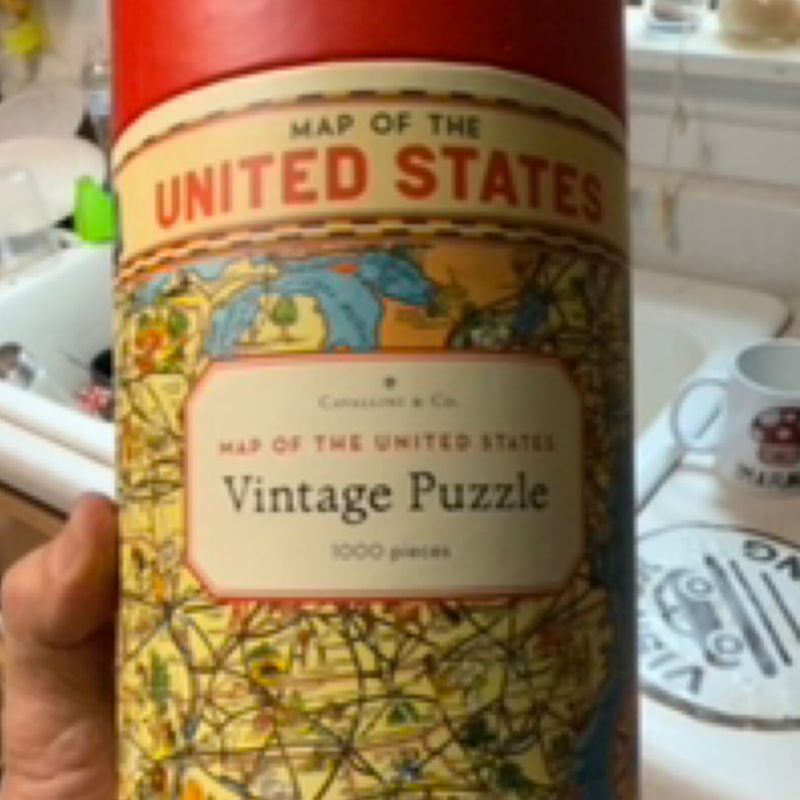 MAP OF THE
UNITED STATES
CAVALLINI & Co.
MAP OF THE UNITED STATES
Vintage Puzzle
1000 pieces